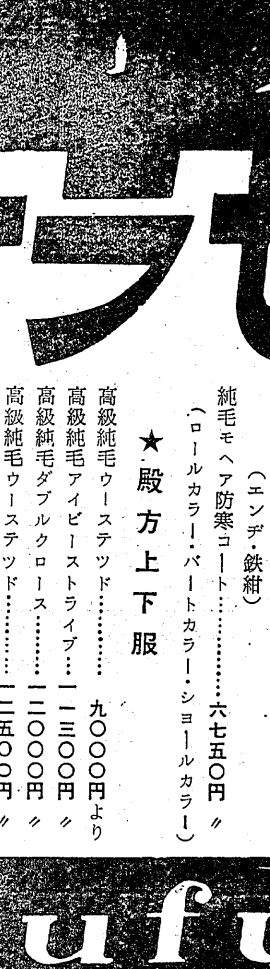 (エンヂ・鉄紺)
純毛モヘア防寒コート…………六七五〇円 〃
(ロールカラー・バートカラー・ショールカラー)
★殿方上下服
高級純毛ウーステツド…………九〇〇〇円より
高級純毛アイビーストライプ…一一三〇〇円 〃
高級純毛ダブルクロース………一二〇〇〇円 〃
高級純毛ウーステツド…………一二五〇〇円 〃
ufu